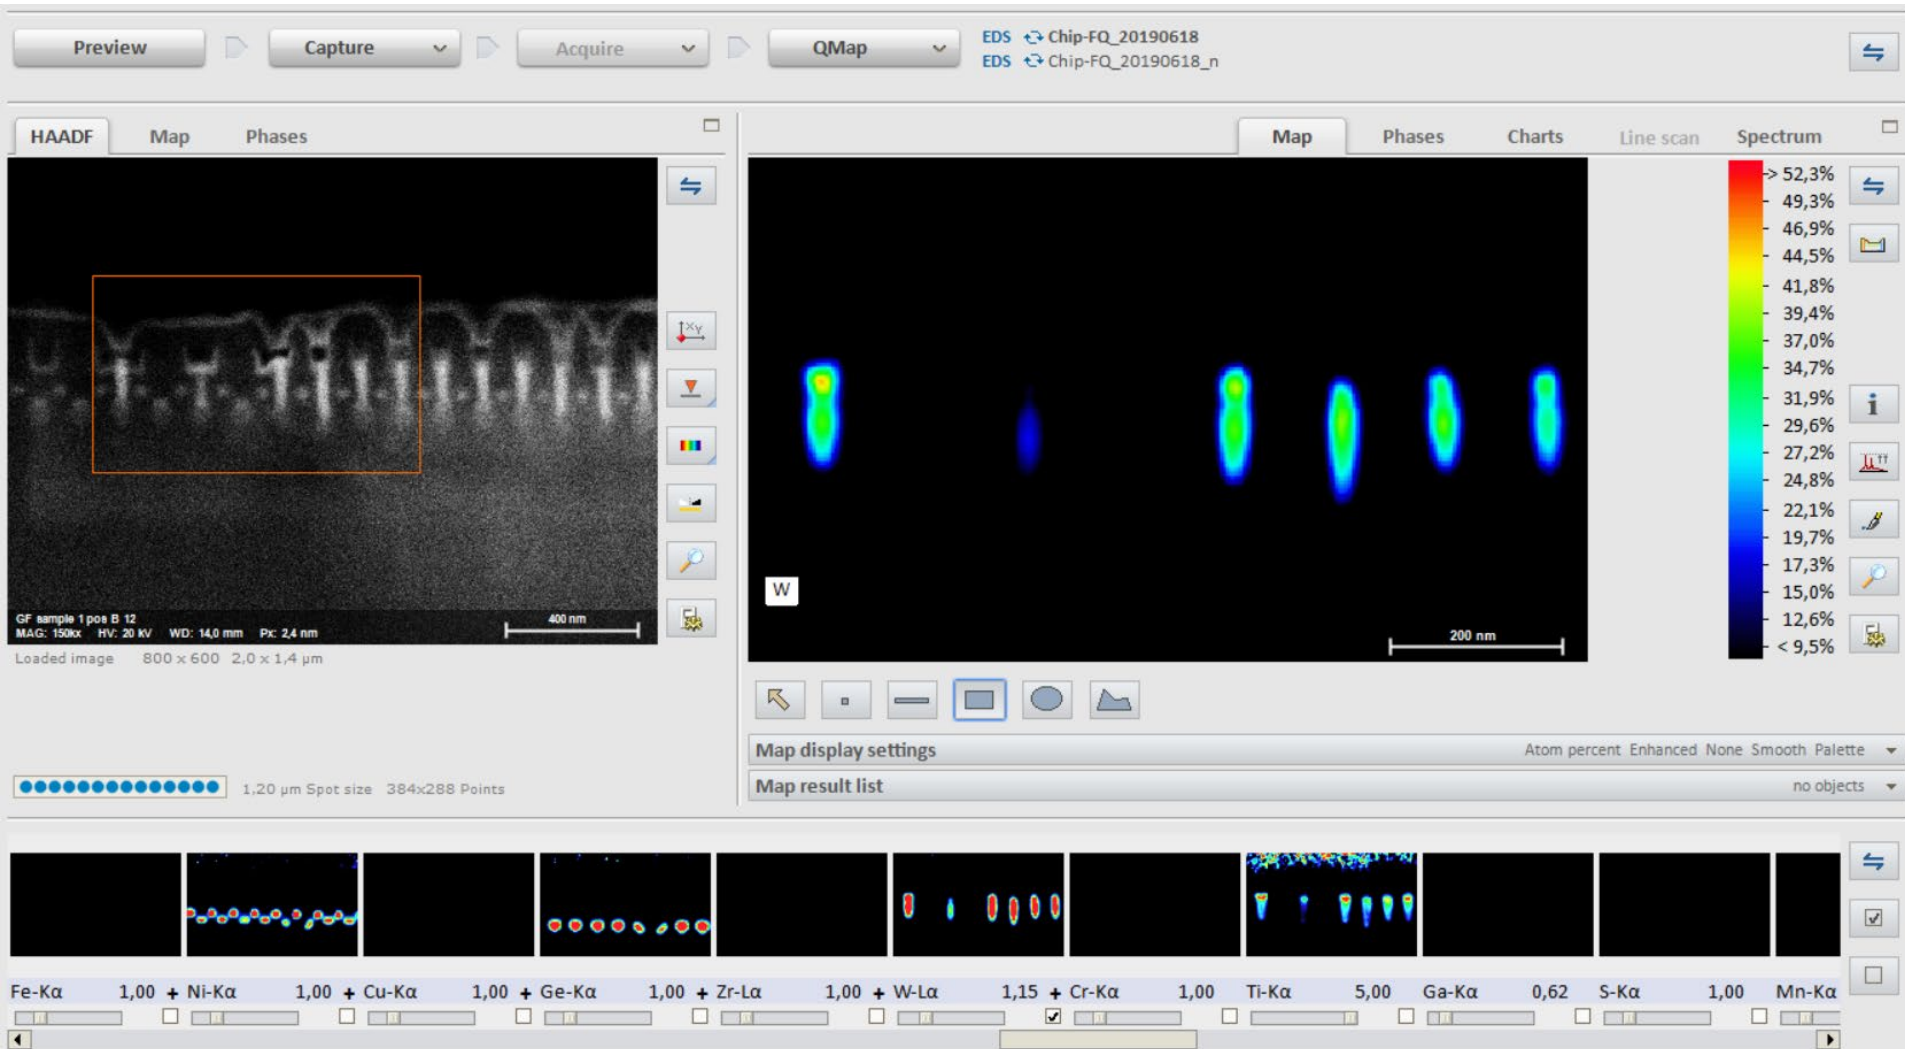 Preview Capture Acquire QMap EDS Chip-FQ_20190618
EDS Chip-FQ_20190618_n
HAADF Map Phases
Map Phases Charts Line scan Spectrum
> 52,3%
49,3%
46,9%
44,5%
41,8%
39,4%
37,0%
34,7%
31,9%
29,6%
27,2%
24,8%
22,1%
19,7%
17,3%
15,0%
12,6%
< 9,5%
W
200 nm
GF sample 1 pos B 12
MAG: 150kx HV: 20 kV WD: 14,0 mm Px: 2,4 nm
400 nm
Loaded image 800 x 600 2,0 x 1,4 µm
Map display settings Atom percent Enhanced None Smooth Palette
Map result list no objects
1,20 µm Spot size 384x288 Points
Fe-Kα 1,00 + Ni-Kα 1,00 + Cu-Kα 1,00 + Ge-Kα 1,00 + Zr-Lα 1,00 + W-Lα 1,15 + Cr-Kα 1,00 Ti-Kα 5,00 Ga-Kα 0,62 S-Kα 1,00 Mn-Kα